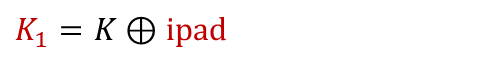 K₁ = K ⊕ ipad